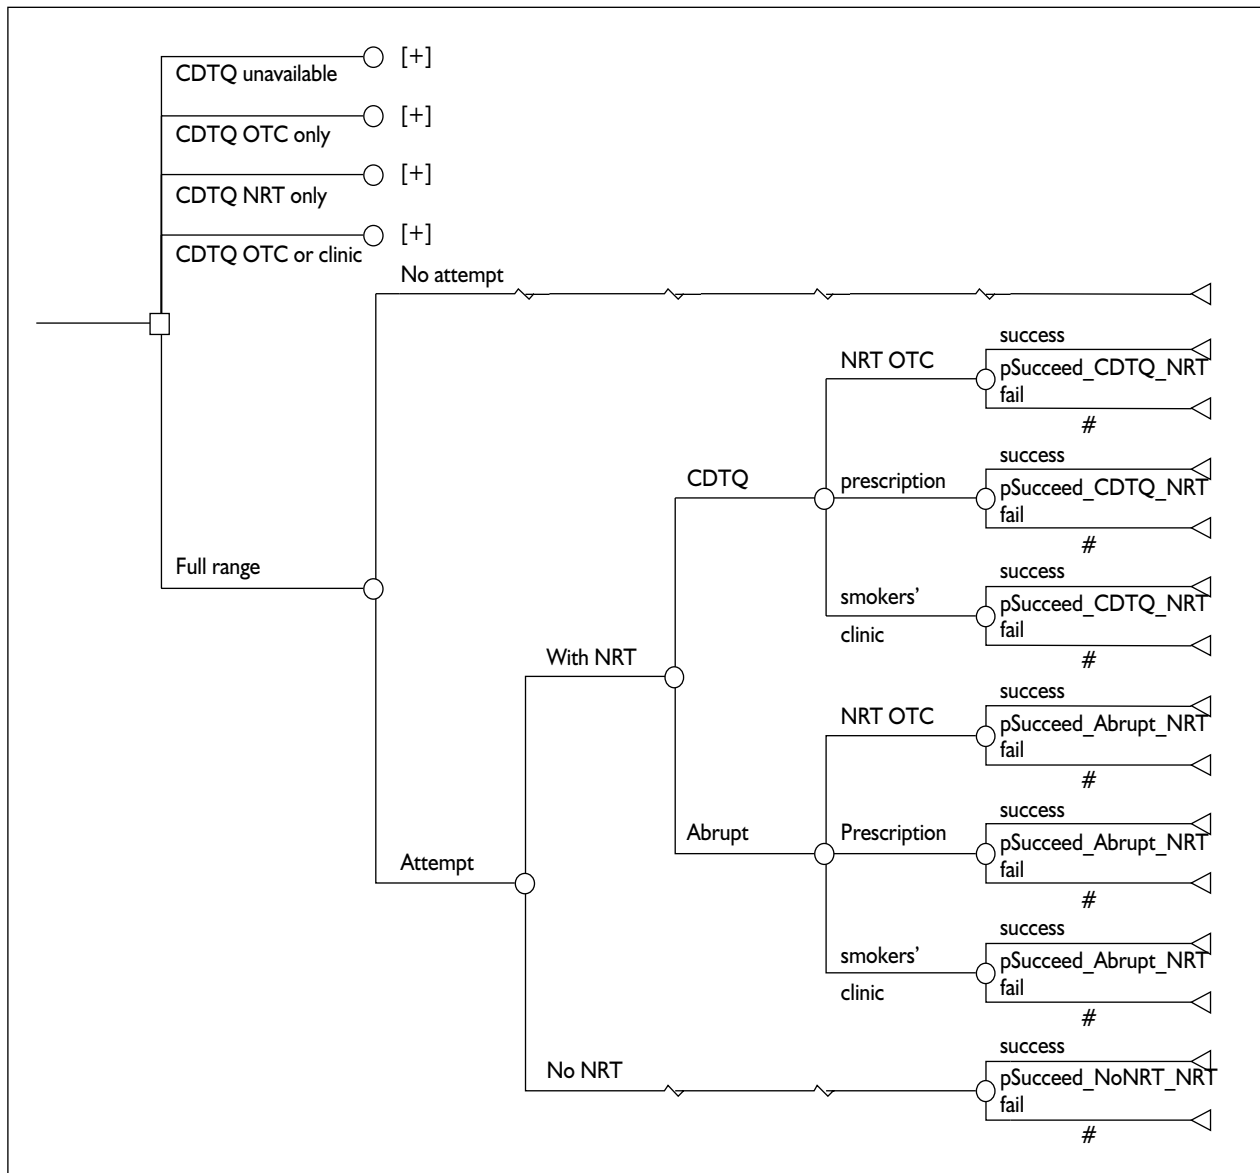 [+]
CDTQ unavailable
[+]
CDTQ OTC only
[+]
CDTQ NRT only
[+]
CDTQ OTC or clinic
No attempt
success
NRT OTC
pSucceed_CDTQ_NRT
fail
#
success
CDTQ
prescription
pSucceed_CDTQ_NRT
fail
#
Full range
success
smokers’
pSucceed_CDTQ_NRT
clinic
fail
#
With NRT
success
NRT OTC
pSucceed_Abrupt_NRT
fail
#
success
Abrupt
Prescription
pSucceed_Abrupt_NRT
Attempt
fail
#
success
smokers’
pSucceed_Abrupt_NRT
clinic
fail
#
success
No NRT
pSucceed_NoNRT_NRT
fail
#